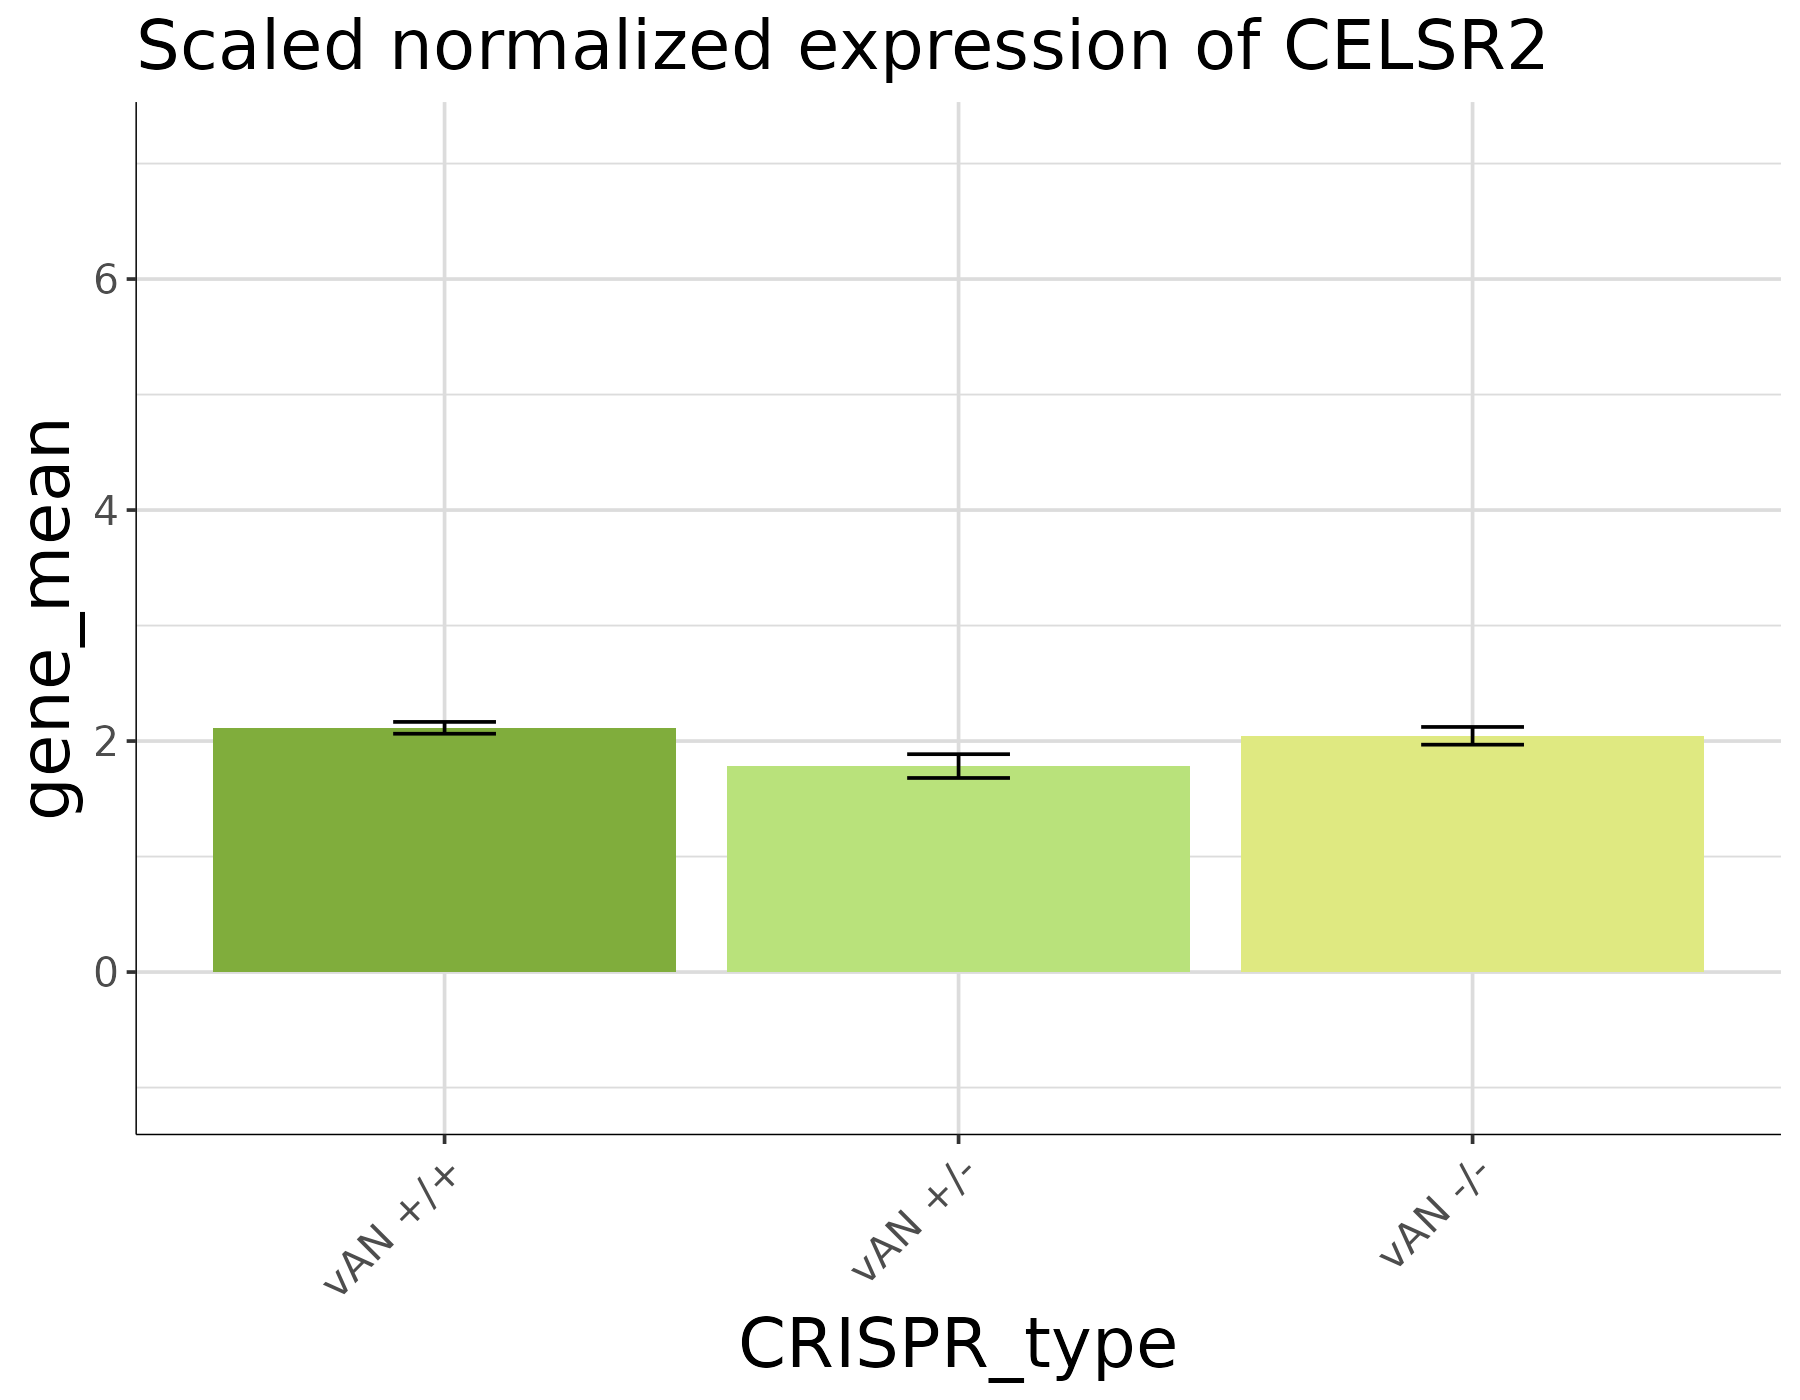 Scaled normalized expression of CELSR2
gene_mean
6
4
2
0
vAN +/+
vAN +/-
vAN -/-
CRISPR_type